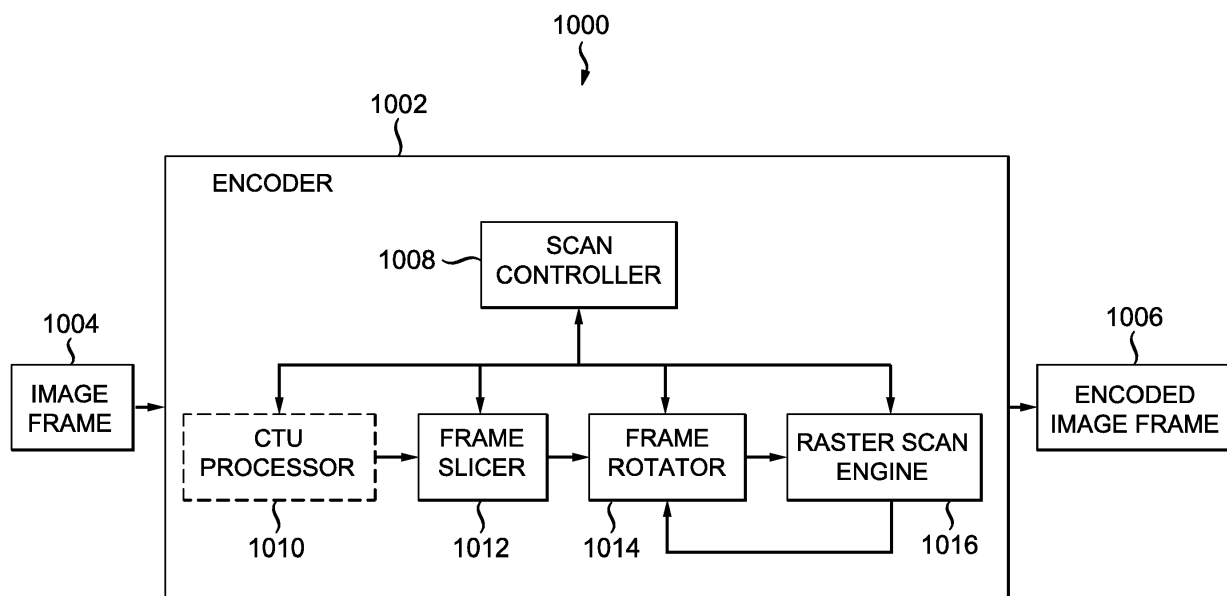 1000
1002
ENCODER
SCAN
CONTROLLER
1008
1004
IMAGE
FRAME
1006
ENCODED
IMAGE FRAME
CTU
PROCESSOR
FRAME
SLICER
FRAME
ROTATOR
RASTER SCAN
ENGINE
1010
1012
1014
1016